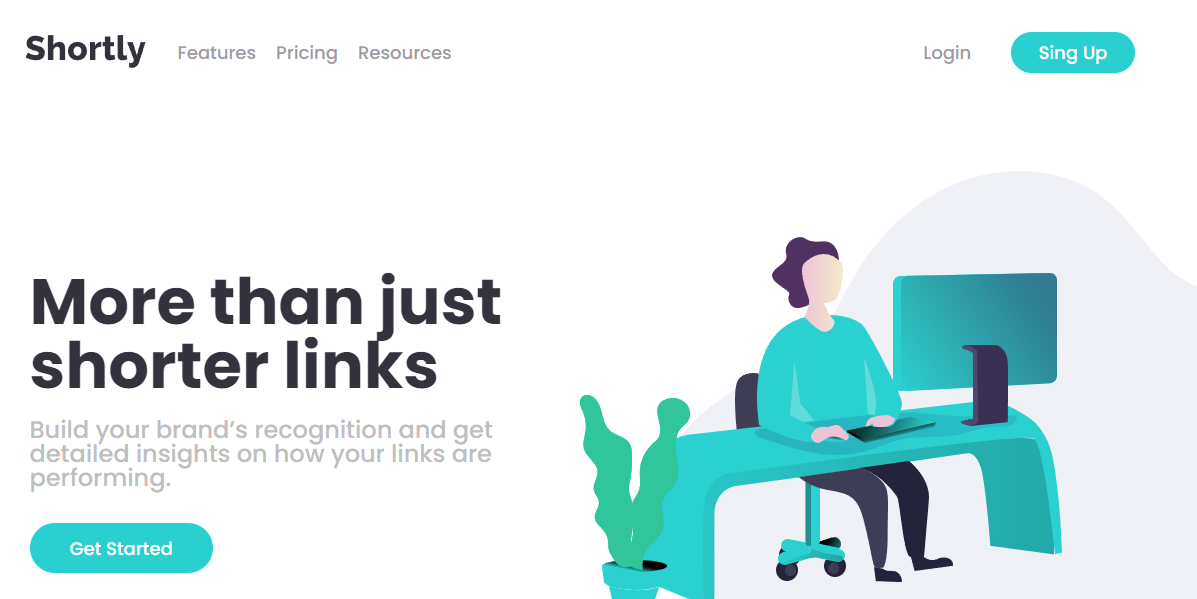 Shortly
Features Pricing Resources
Login
Sing Up
More than just
shorter links
Build your brand's recognition and get
detailed insights on how your links are
performing.
Get Started